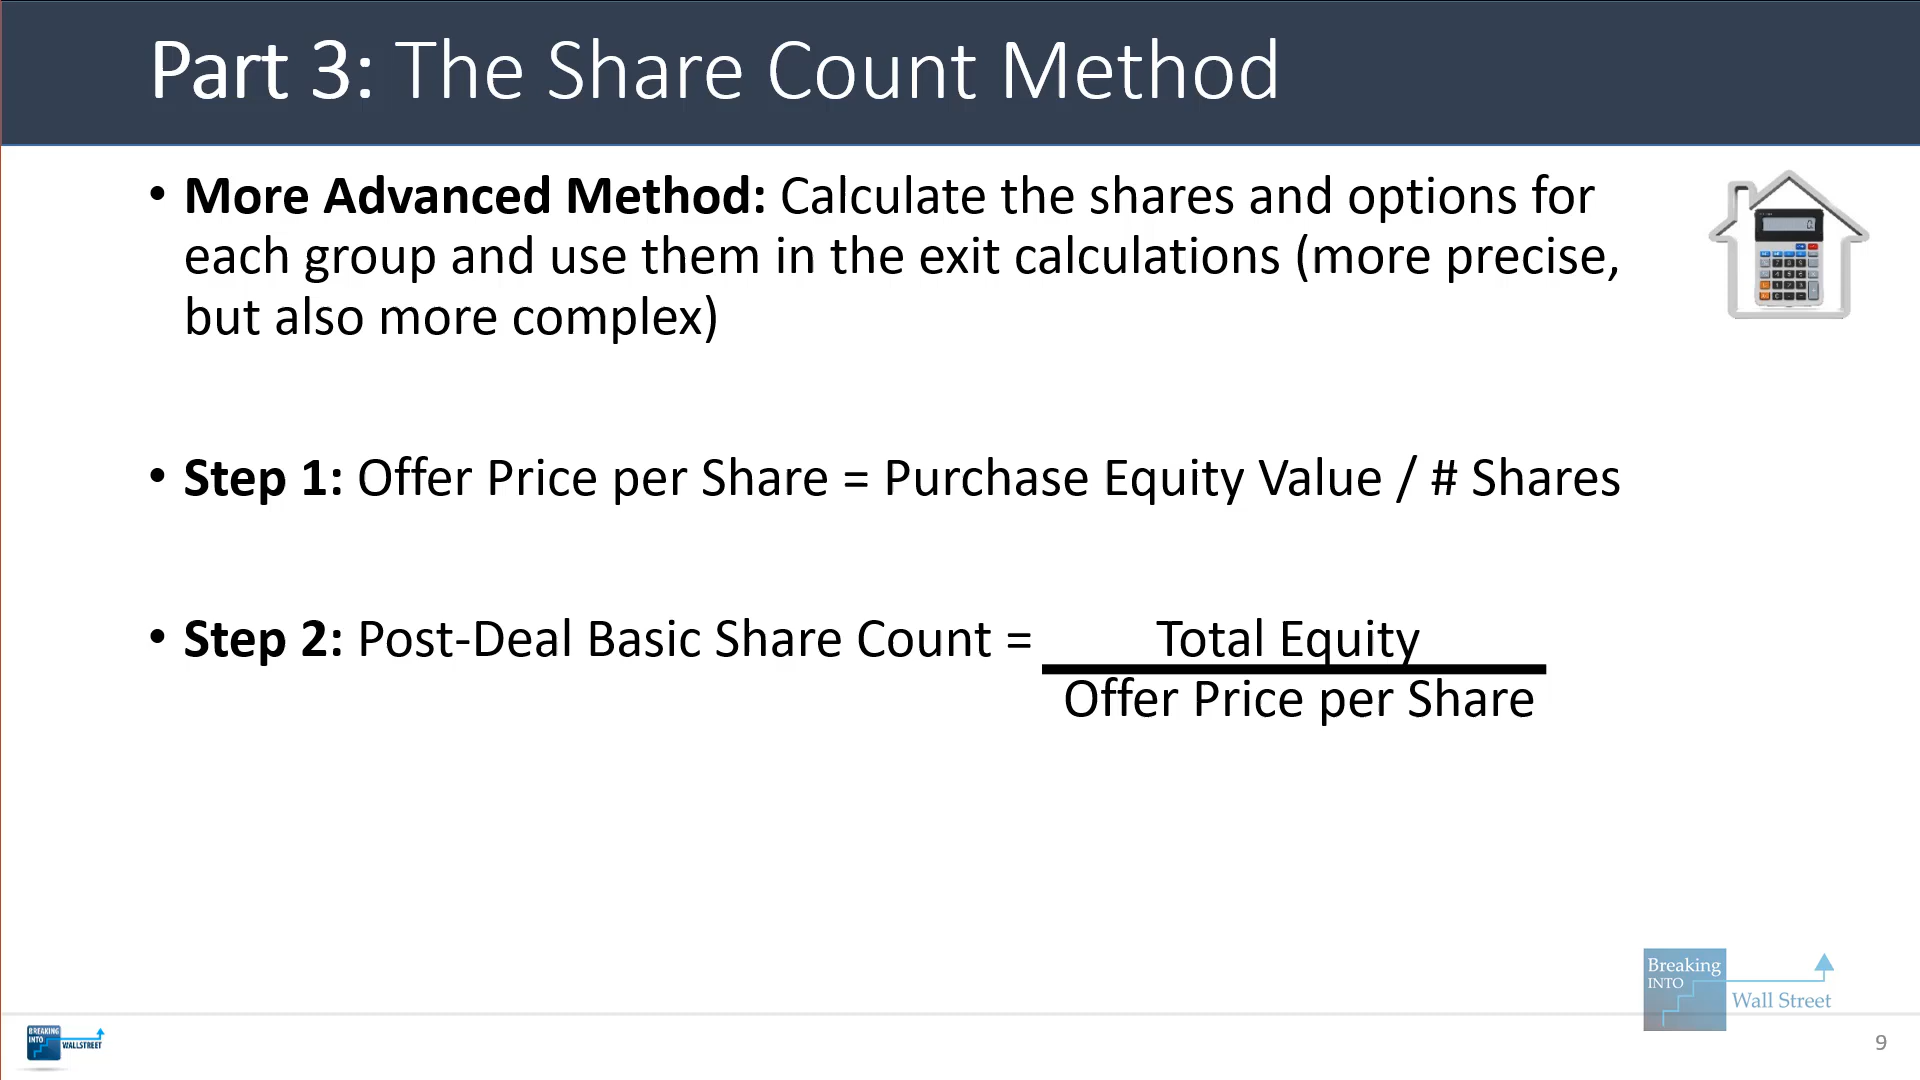 Part 3: The Share Count Method
• More Advanced Method: Calculate the shares and options for
each group and use them in the exit calculations (more precise,
but also more complex)
• Step 1: Offer Price per Share = Purchase Equity Value / # Shares
• Step 2: Post-Deal Basic Share Count = Total Equity
Offer Price per Share
Breaking
INTO
Wall Street
BREAKING
INTO
WALLSTREET
9